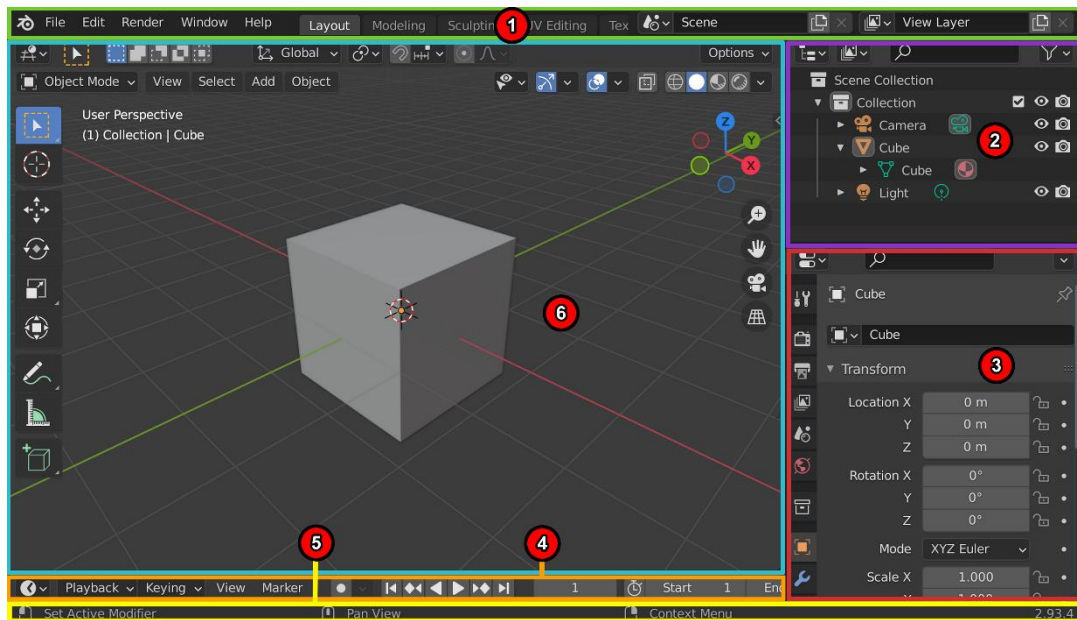 File Edit Render Window Help Layout Modeling Sculptin 1 UV Editing Tex Scene View Layer
Global Options
Object Mode View Select Add Object
User Perspective
(1) Collection | Cube
Z
Y
X
6
Scene Collection
Collection
Camera
2
Cube
Cube
Light
Cube
Cube
3
Transform
Location X 0 m
Y 0 m
Z 0 m
Rotation X 0°
Y 0°
Z 0°
Mode XYZ Euler
Scale X 1.000
Y 1.000
5 4
Playback Keying View Marker 1 Start 1 End
Set Active Modifier Pan View Context Menu 2.93.4